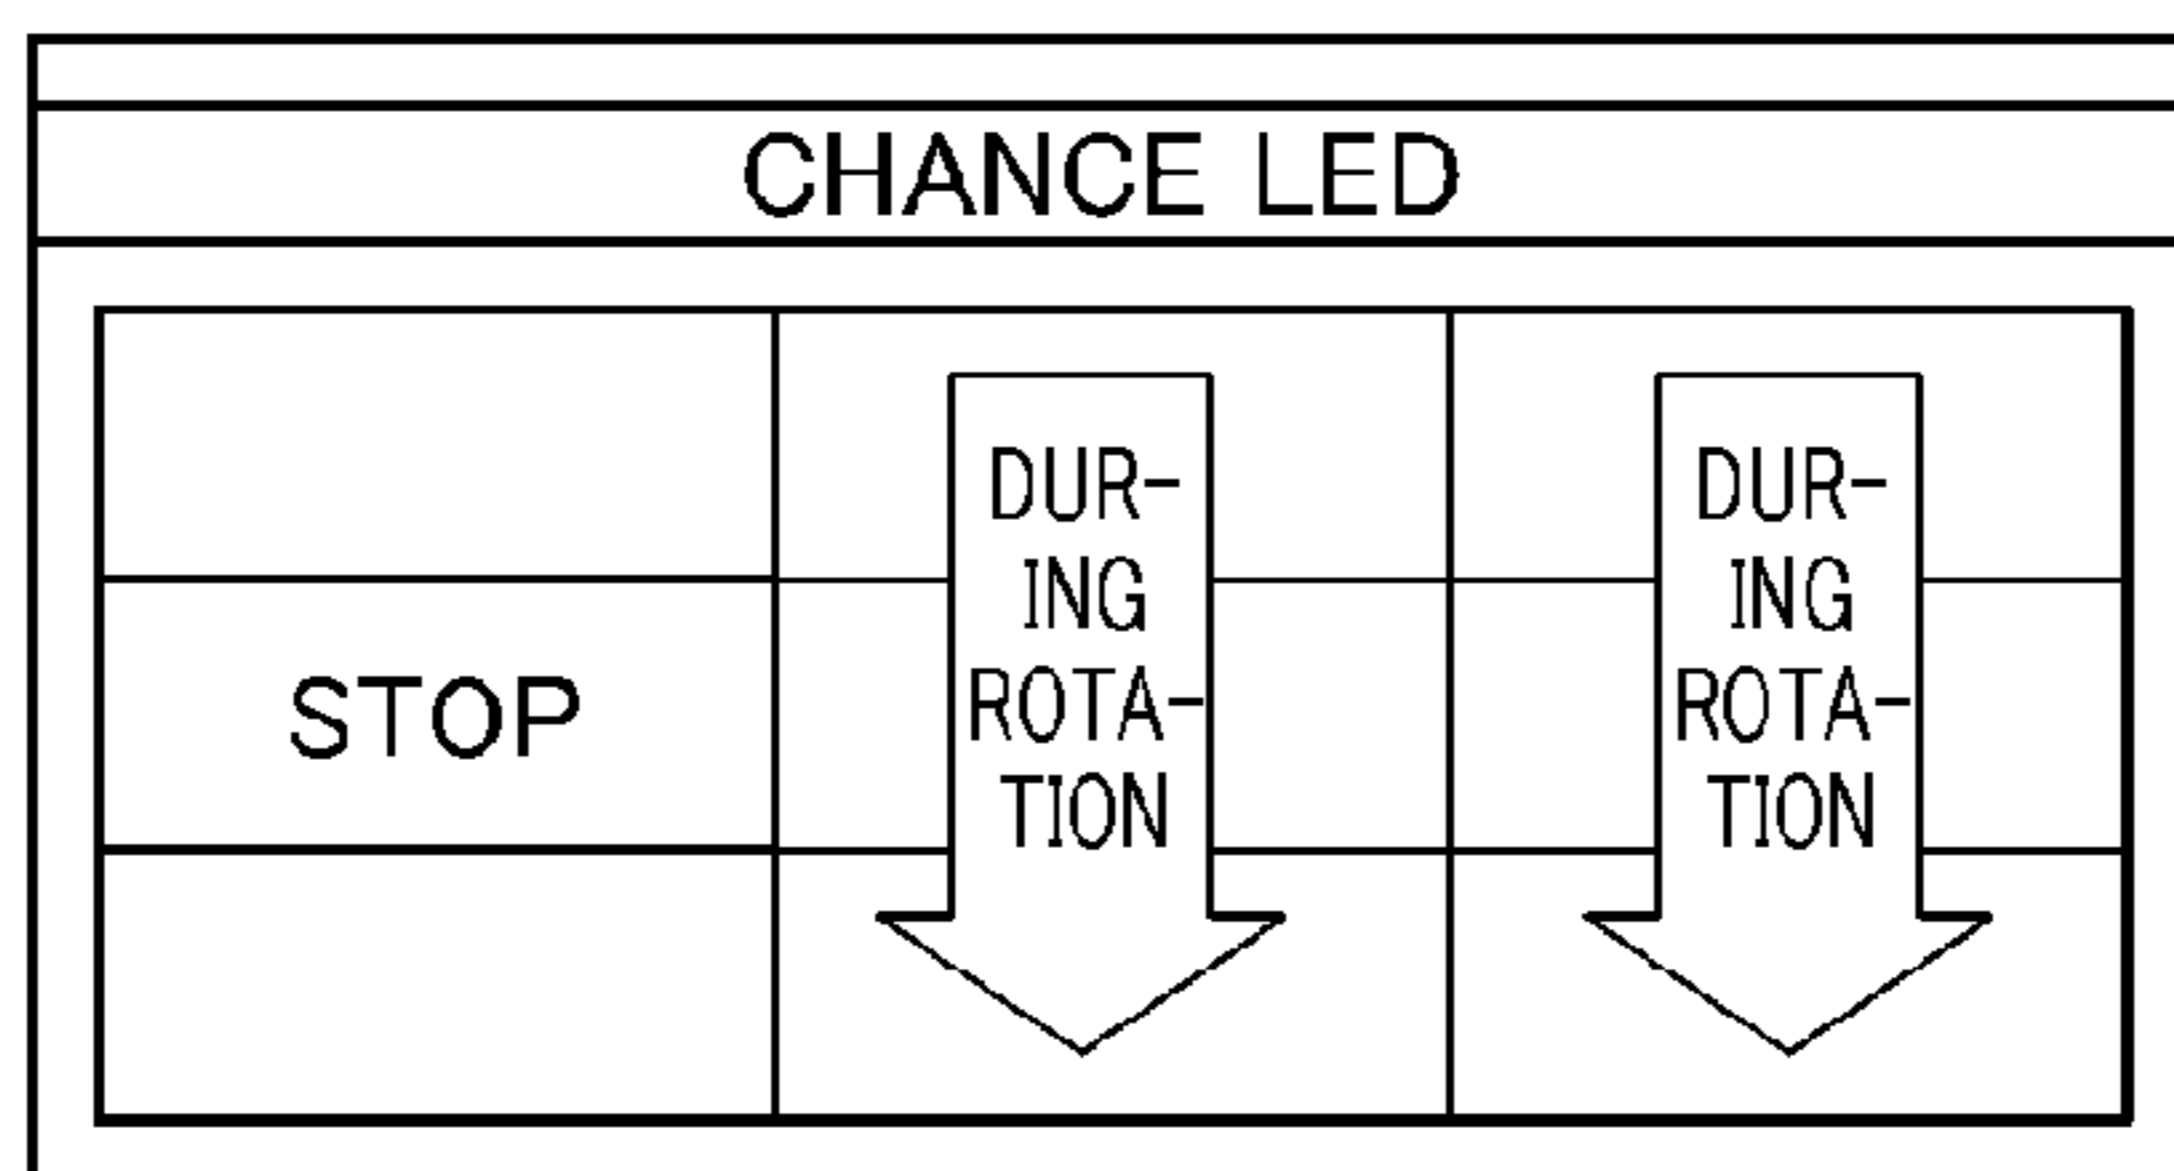 CHANCE LED
STOP
DUR-
ING
ROTA-
TION
DUR-
ING
ROTA-
TION